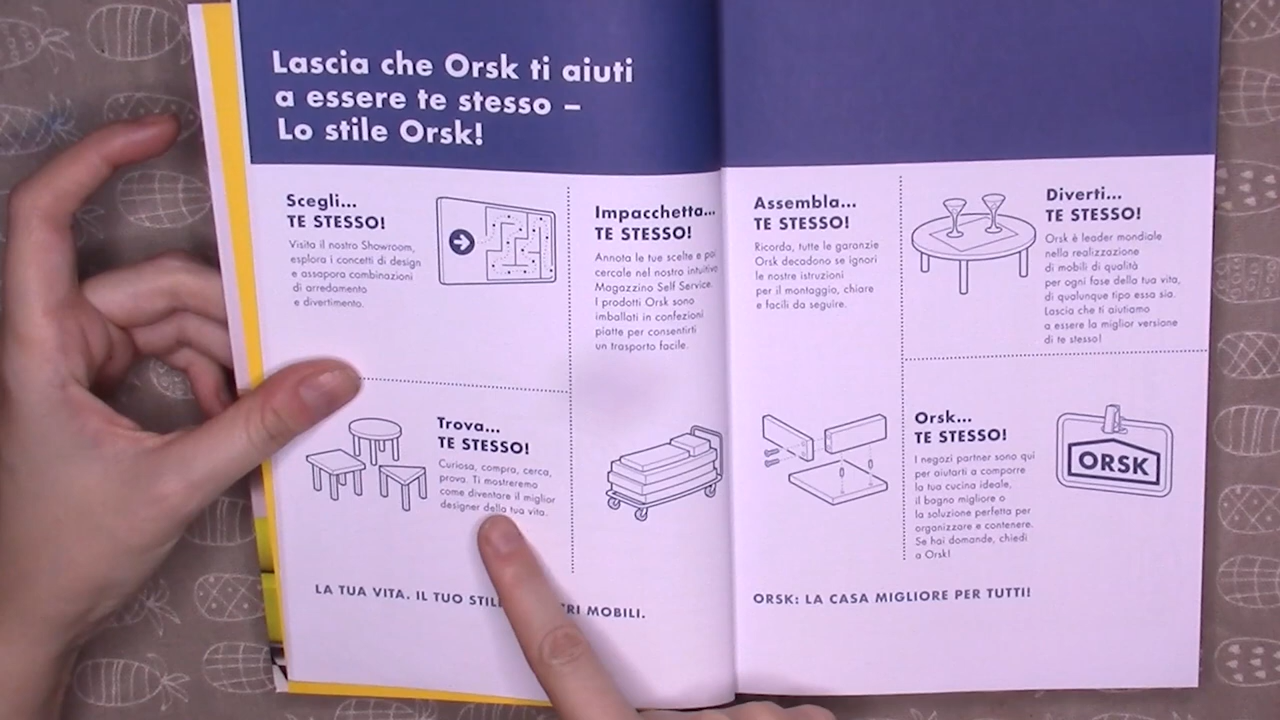 Lascia che Orsk ti aiuti
a essere te stesso –
Lo stile Orsk!
Scegli...
TE STESSO!
Visita il nostro Showroom,
esplora i concetti di design
e assapora combinazioni
di arredamento
e divertimento.
Trova...
TE STESSO!
Curiosa, compra, cerca,
prova. Ti mostreremo
come diventare il miglior
designer della tua vita.
Impacchetta...
TE STESSO!
Annota le tue scelte e poi
cercale nel nostro intuitivo
Magazzino Self Service.
I prodotti Orsk sono
imballati in confezioni
piatte per consentirti
un trasporto facile.
LA TUA VITA. IL TUO MOBILI.
Assembla...
TE STESSO!
Ricorda, tutte le garanzie
Orsk decadono se ignori
le nostre istruzioni
per il montaggio, chiare
e facili da seguire.
Diverti...
TE STESSO!
Orsk è leader mondiale
nella realizzazione
di mobili di qualità
per ogni fase della tua vita,
di qualunque tipo essa sia.
Lascia che ti aiutiamo
a essere la miglior versione
di te stesso!
Orsk...
TE STESSO!
I negozi partner sono qui
per aiutarti a comporre
la tua cucina ideale,
il bagno migliore o
la soluzione perfetta per
organizzare e contenere.
Se hai domande, chiedi
a Orsk!
ORSK
ORSK: LA CASA MIGLIORE PER TUTTI!